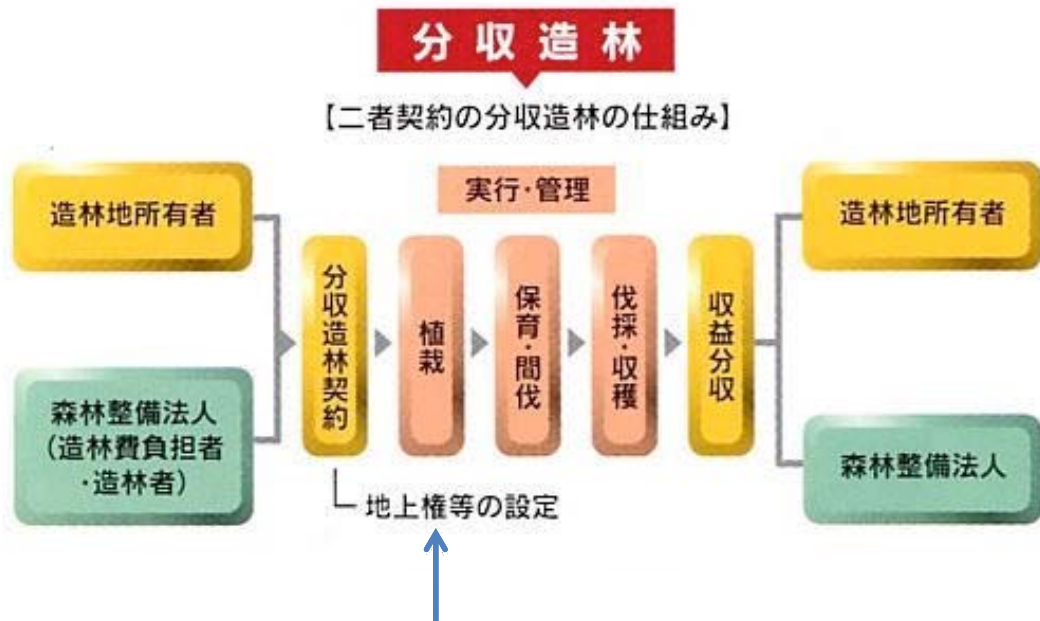 分収造林
【二者契約の分収造林の仕組み】
造林地所有者
森林整備法人
（造林費負担者
・造林者）
実行・管理
分収造林契約
植栽
保育・間伐
伐採・収穫
収益分収
造林地所有者
森林整備法人
地上権等の設定